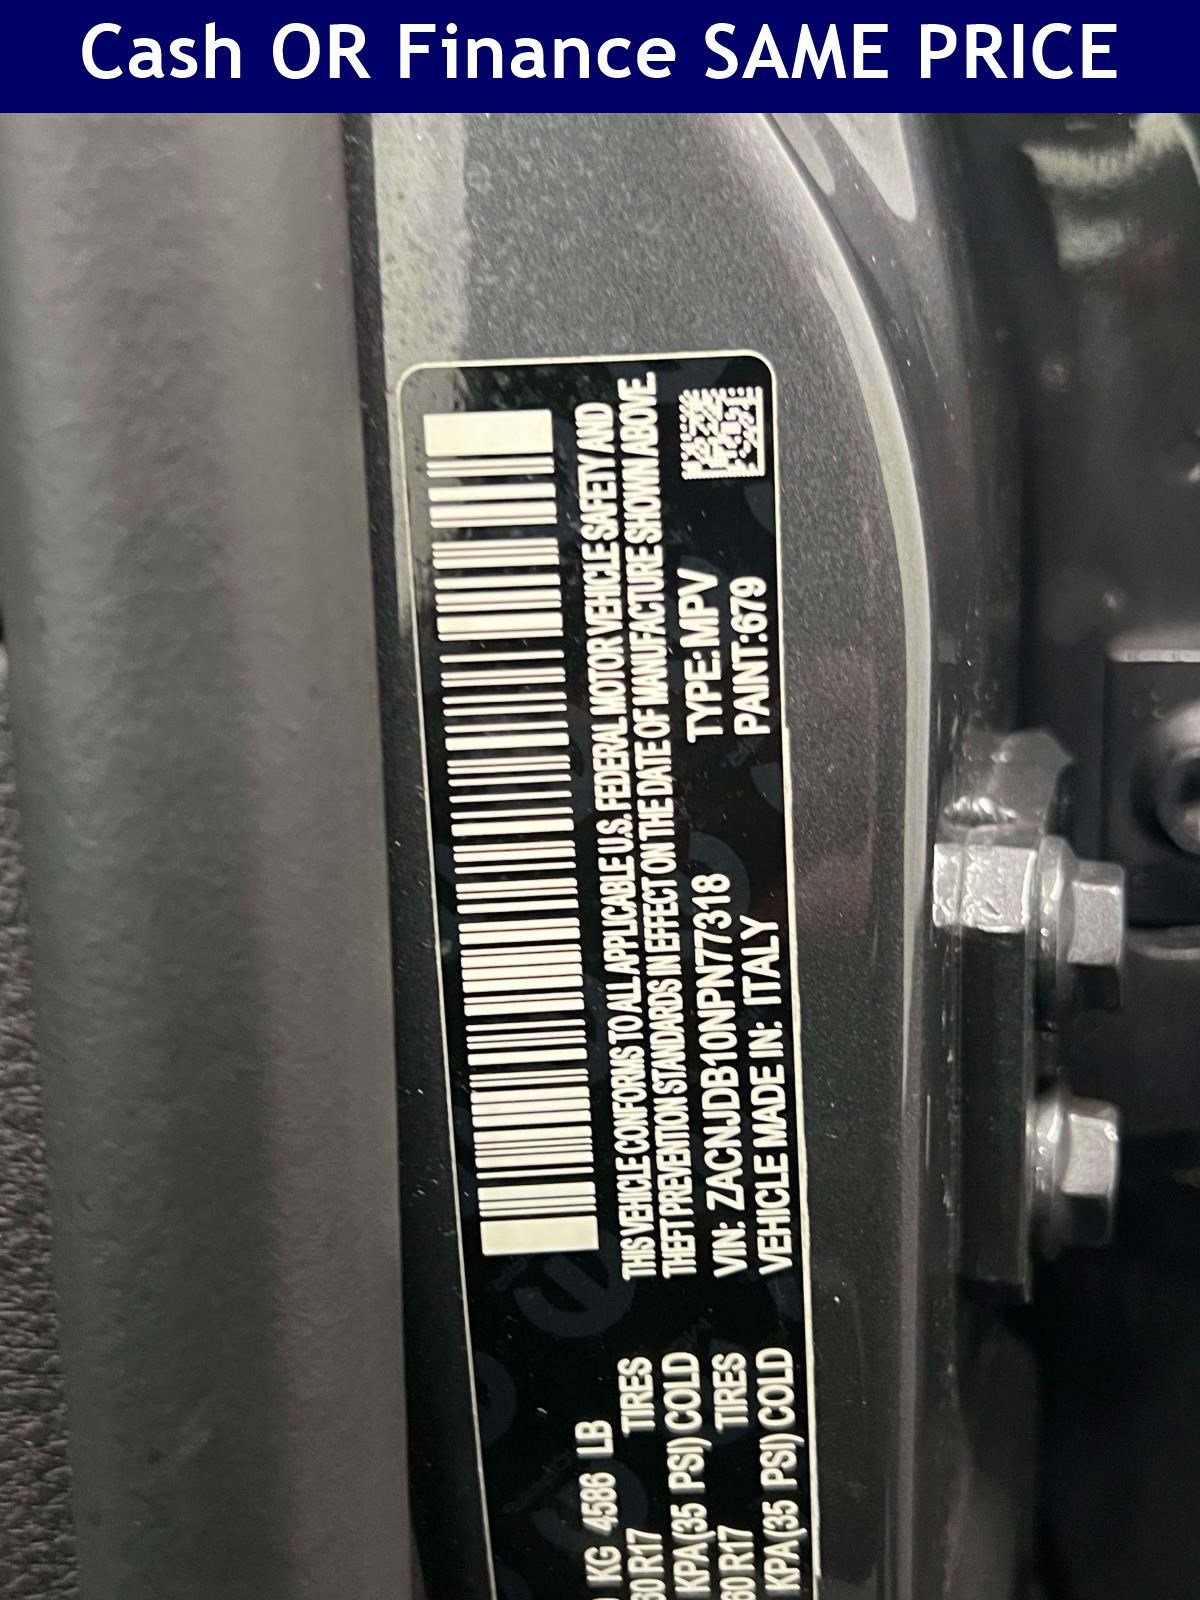 Cash OR Finance SAME PRICE
THIS VEHICLE CONFORMS TO ALL APPLICABLE U.S. FEDERAL MOTOR VEHICLE SAFETY AND
THEFT PREVENTION STANDARDS IN EFFECT ON THE DATE OF MANUFACTURE SHOWN ABOVE.
VIN: ZACNJDB10NPN77318 TYPE: MPV
VEHICLE MADE IN: ITALY PAINT: 679
KG 4586 LB
60 R17 TIRES
KPA (35 PSI) COLD
60 R17 TIRES
KPA (35 PSI) COLD